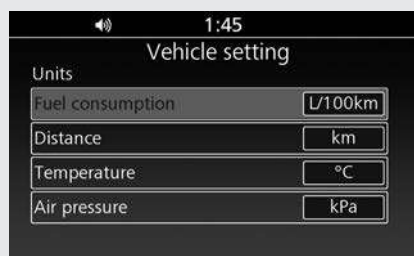 1:45
Vehicle setting
Units
Fuel consumption L/100km
Distance km
Temperature °C
Air pressure kPa